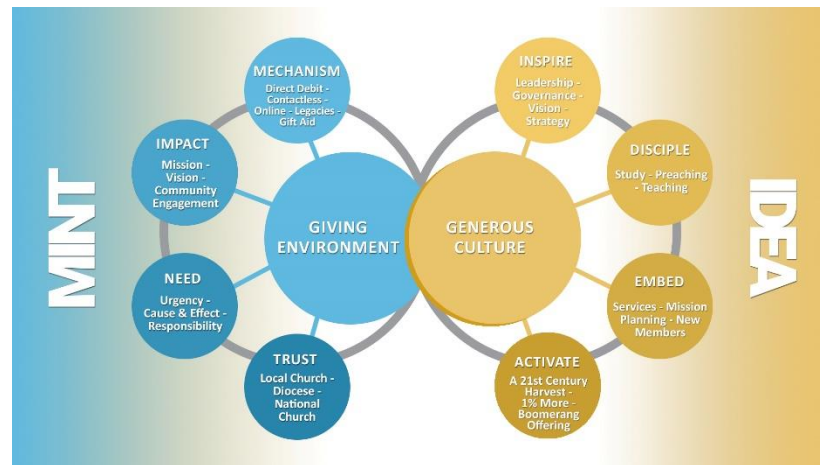 MINT
MECHANISM
Direct Debit -
Contactless -
Online - Legacies -
Gift Aid
IMPACT
Mission -
Vision -
Community
Engagement
NEED
Urgency -
Cause & Effect -
Responsibility
TRUST
Local Church -
Diocese -
National
Church
GIVING
ENVIRONMENT
GENEROUS
CULTURE
INSPIRE
Leadership -
Governance -
Vision -
Strategy
DISCIPLE
Study - Preaching
- Teaching
EMBED
Services - Mission
Planning - New
Members
ACTIVATE
A 21st Century
Harvest -
1% More -
Boomerang
Offering
IDEA